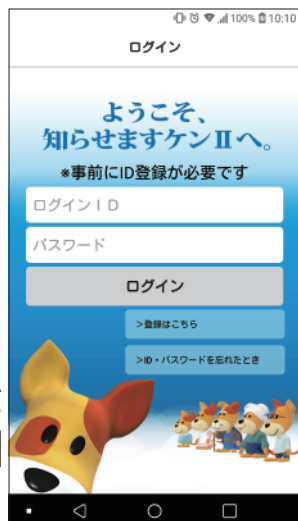 100% 10:10
ログイン
ようこそ、
知らせますケンⅡへ。
※事前にID登録が必要です
ログインＩＤ
パスワード
ログイン
>登録はこちら
>ID・パスワードを忘れたとき